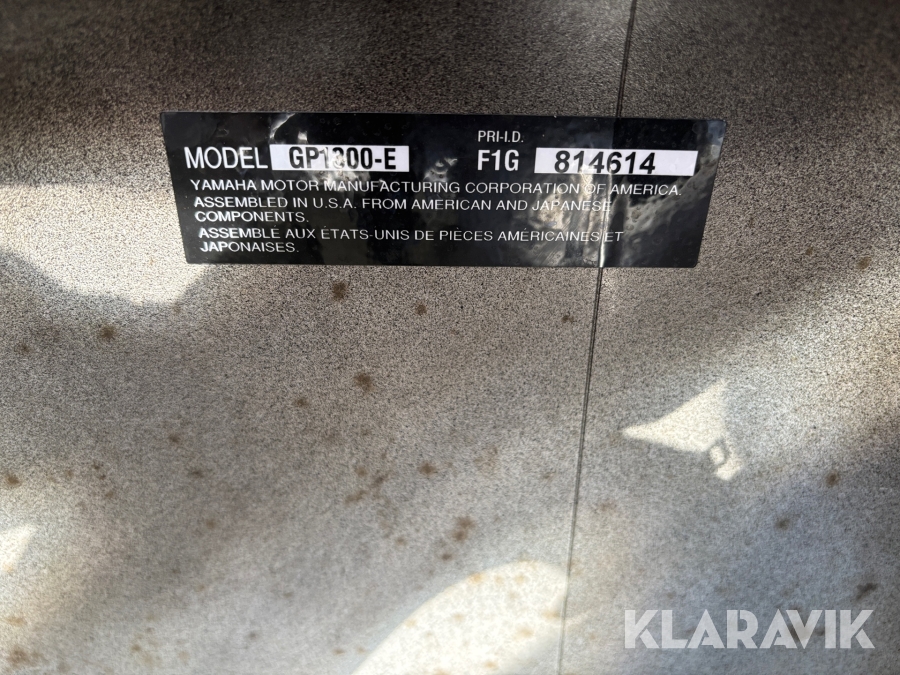 MODEL GP1300-E
PRI-I.D.
F1G 814614
YAMAHA MOTOR MANUFACTURING CORPORATION OF AMERICA.
ASSEMBLED IN U.S.A. FROM AMERICAN AND JAPANESE
COMPONENTS.
ASSEMBLE AUX ÉTATS-UNIS DE PIÈCES AMÉRICAINES ET
JAPONAISES.
KLARAVIK